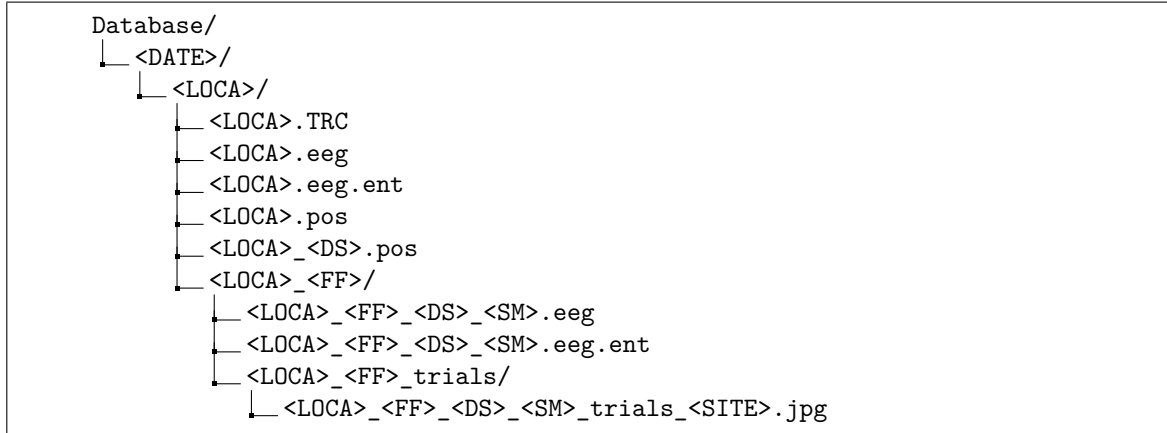 Database/
<DATE>/
<LOCA>/
<LOCA>.TRC
<LOCA>.eeg
<LOCA>.eeg.ent
<LOCA>.pos
<LOCA>_<DS>.pos
<LOCA>_<FF>/
<LOCA>_<FF>_<DS>_<SM>.eeg
<LOCA>_<FF>_<DS>_<SM>.eeg.ent
<LOCA>_<FF>_trials/
<LOCA>_<FF>_<DS>_<SM>_trials_<SITE>.jpg